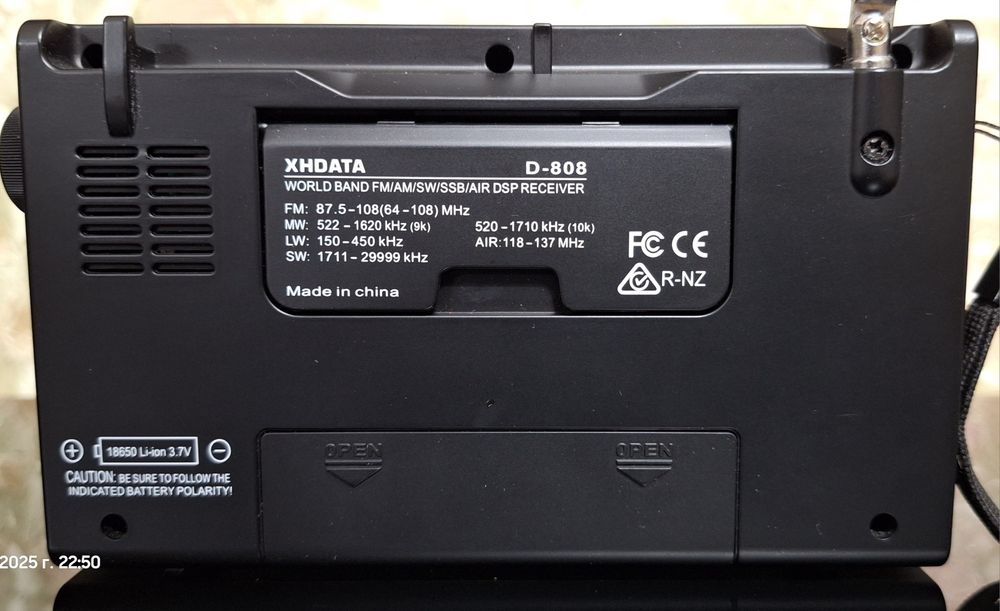 XHDATA D-808
WORLD BAND FM/AM/SW/SSB/AIR DSP RECEIVER
FM: 87.5-108(64-108) MHz
MW: 522-1620 kHz (9k) 520-1710 kHz (10k)
LW: 150-450 kHz AIR:118-137 MHz
SW: 1711-29999 kHz
FC CE
R-NZ
Made in china
OPEN OPEN
18650 Li-ion 3.7V
CAUTION: BE SURE TO FOLLOW THE
INDICATED BATTERY POLARITY!
2025 г. 22:50